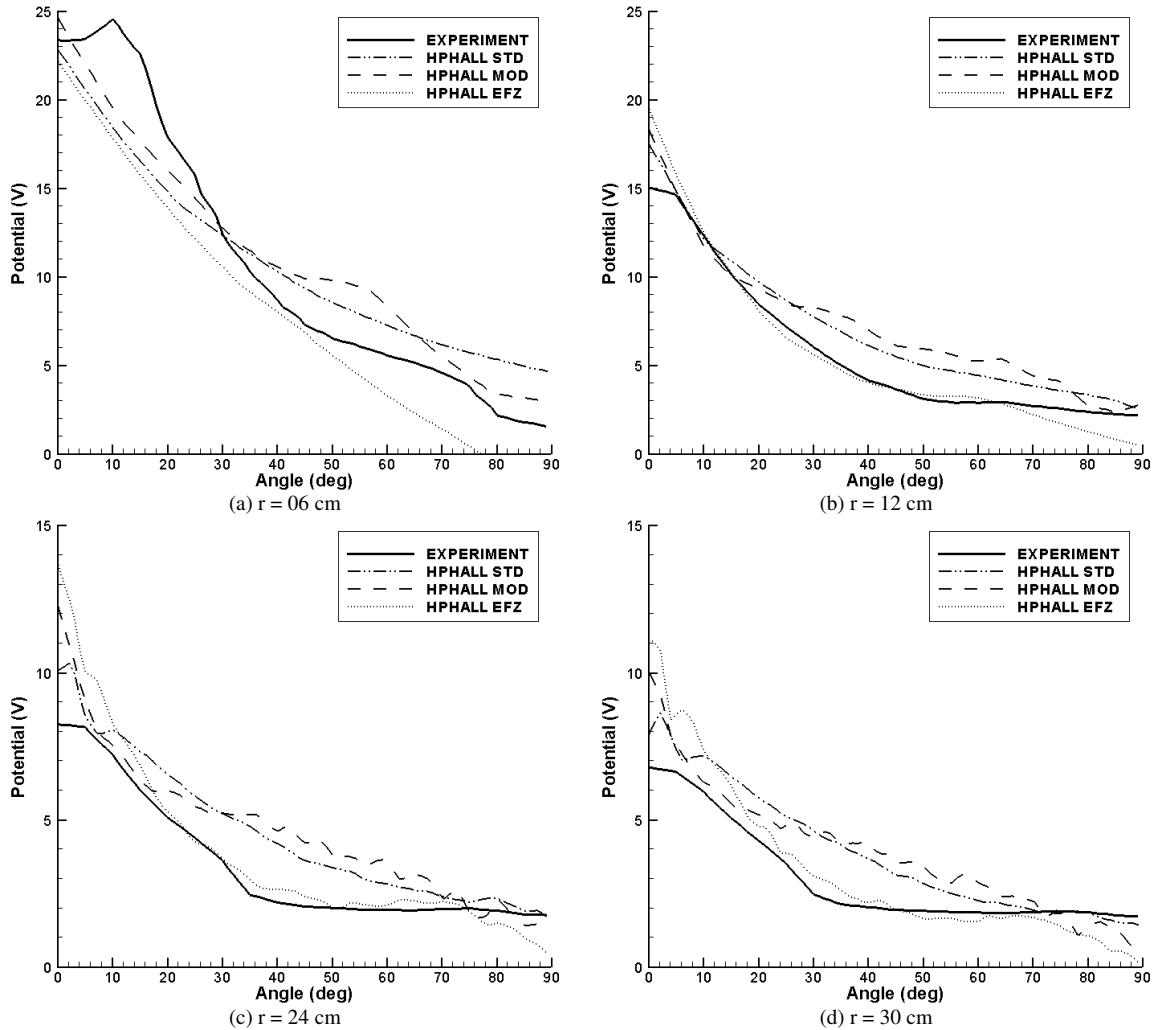 25
20
15
10
5
0
0 10 20 30 40 50 60 70 80 90
Potential (V)
Angle (deg)
EXPERIMENT
HPHALL STD
HPHALL MOD
HPHALL EFZ
(a) r = 06 cm
25
20
15
10
5
0
0 10 20 30 40 50 60 70 80 90
Potential (V)
Angle (deg)
EXPERIMENT
HPHALL STD
HPHALL MOD
HPHALL EFZ
(b) r = 12 cm
15
10
5
0
0 10 20 30 40 50 60 70 80 90
Potential (V)
Angle (deg)
EXPERIMENT
HPHALL STD
HPHALL MOD
HPHALL EFZ
(c) r = 24 cm
15
10
5
0
0 10 20 30 40 50 60 70 80 90
Potential (V)
Angle (deg)
EXPERIMENT
HPHALL STD
HPHALL MOD
HPHALL EFZ
(d) r = 30 cm